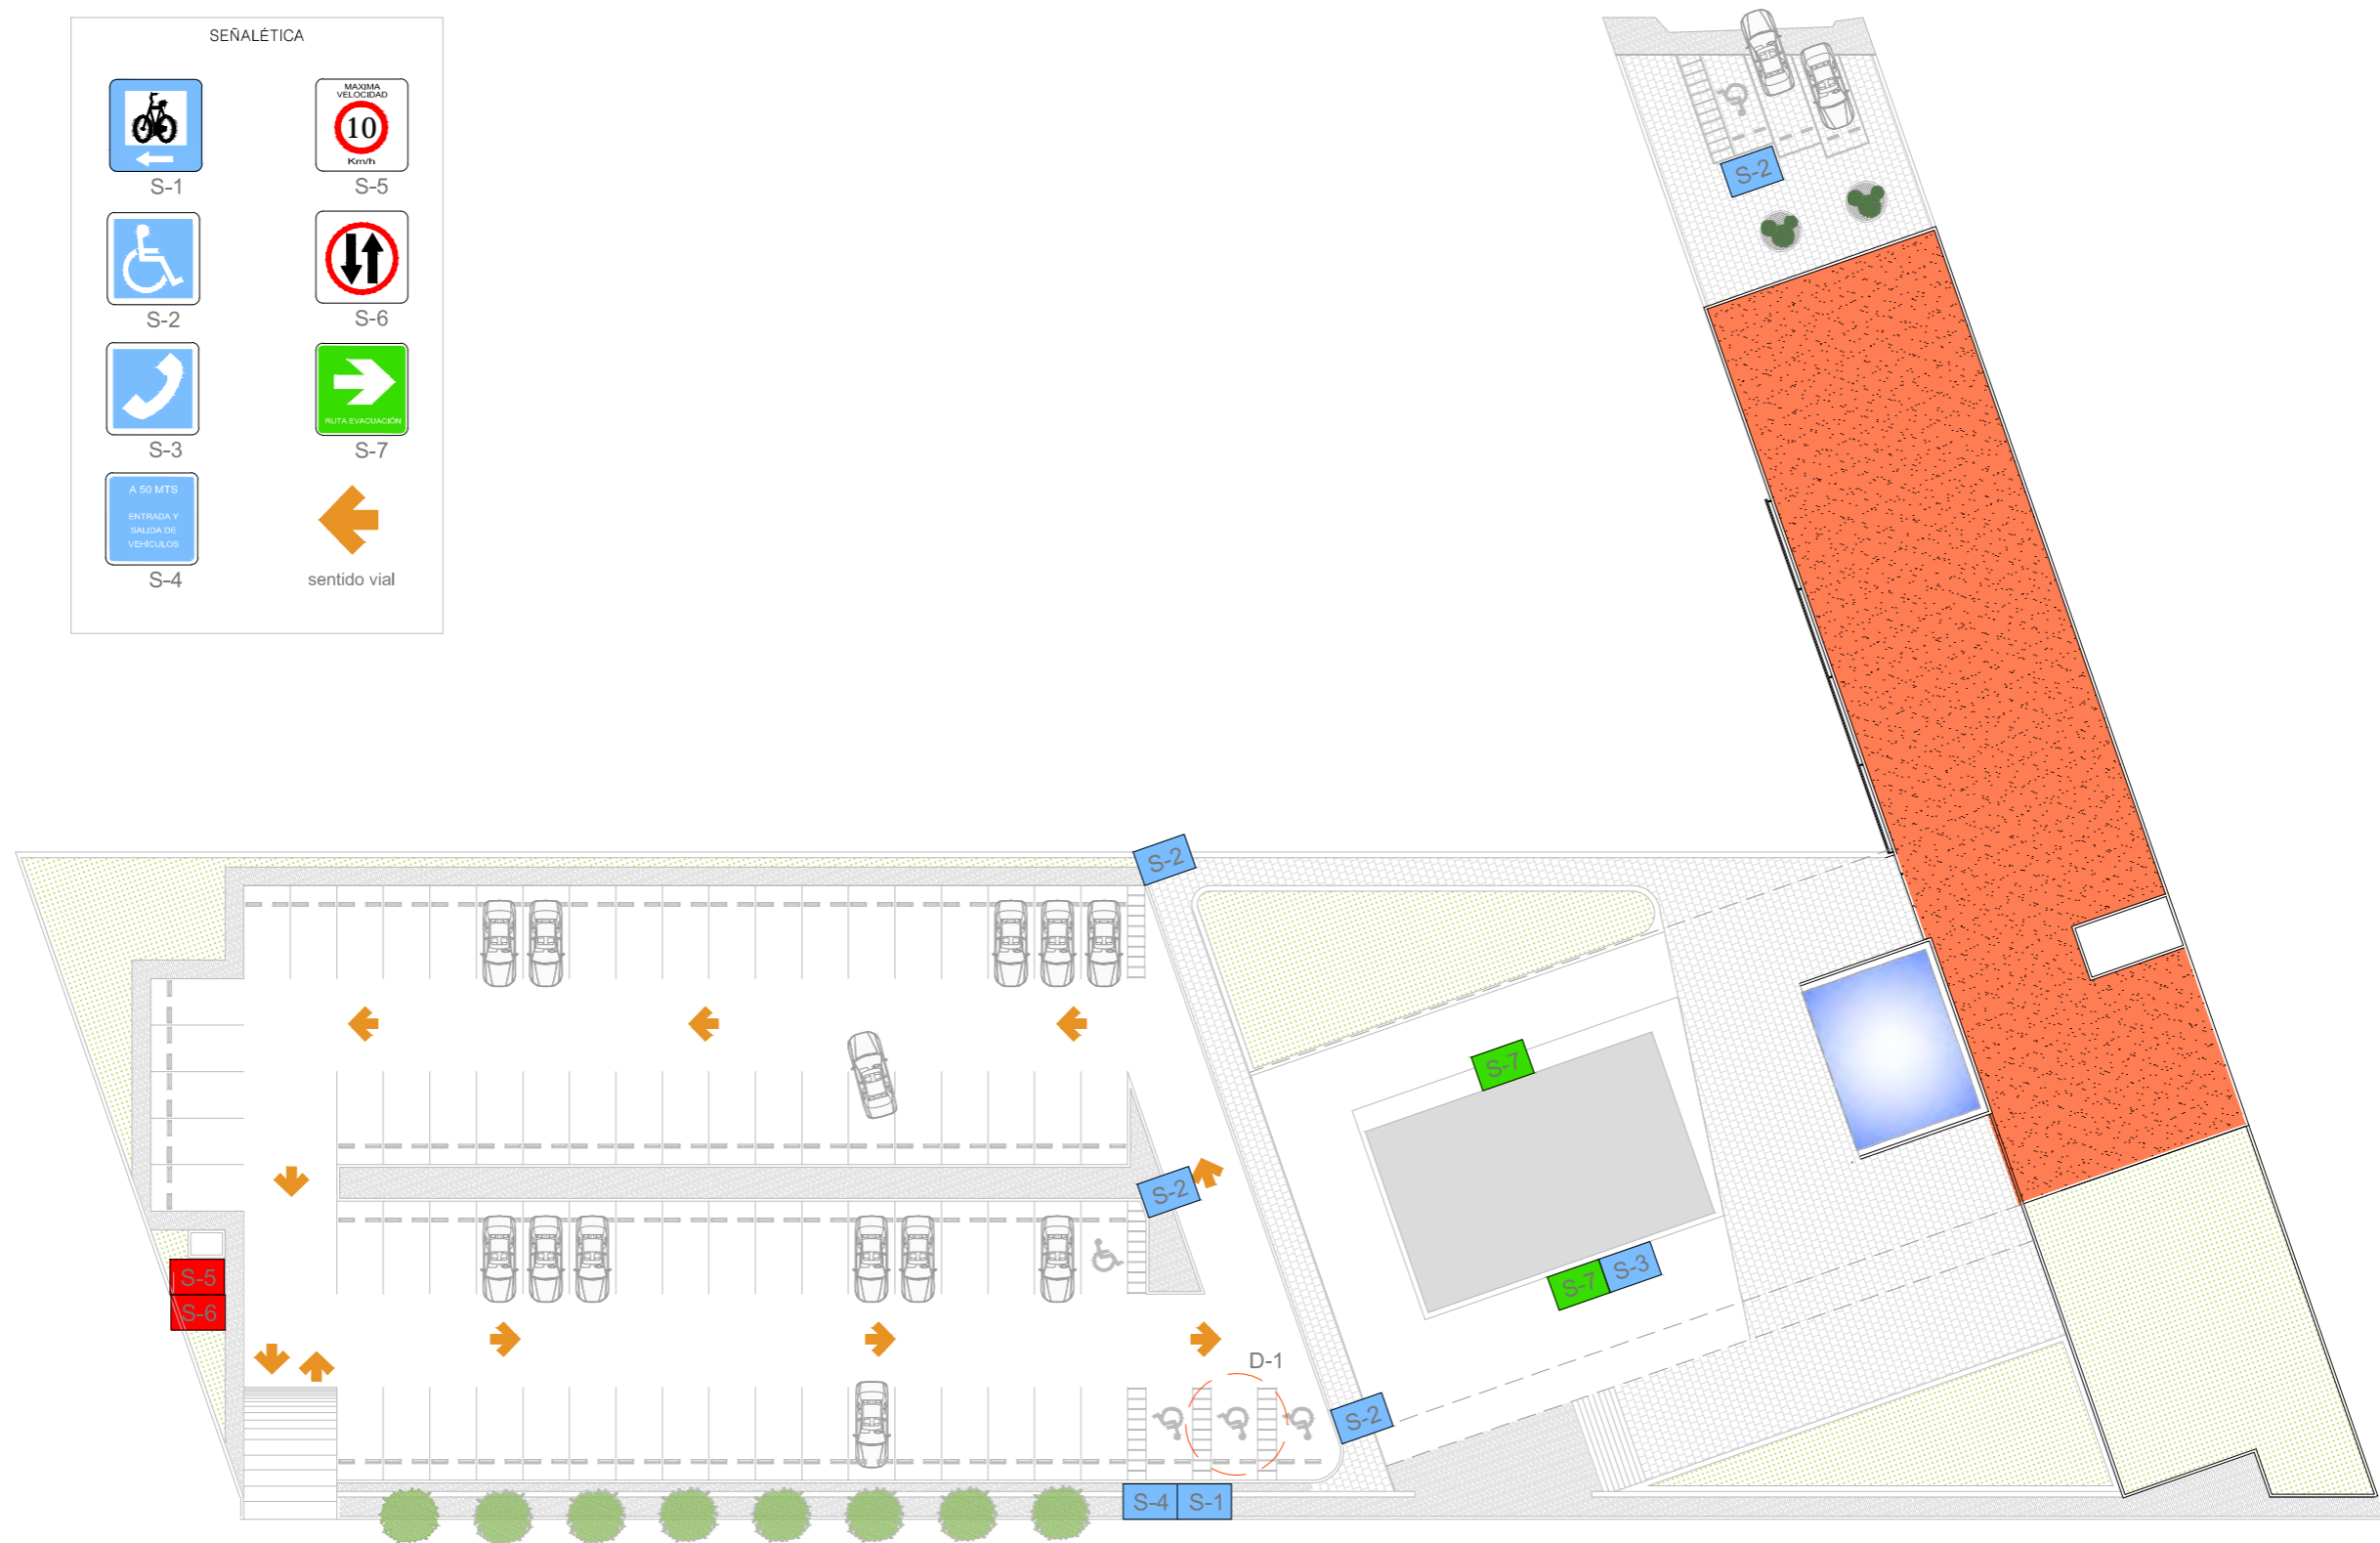 SEÑALÉTICA
S-1
MAXIMA
VELOCIDAD
10
Km/h
S-5
S-2
S-6
S-3
RUTA EVACUACIÓN
S-7
A 50 MTS
ENTRADA Y
SALIDA DE
VEHÍCULOS
S-4
sentido vial
S-2
S-2
S-7
S-2
S-3
S-7
S-5
S-6
D-1
S-2
S-4
S-1